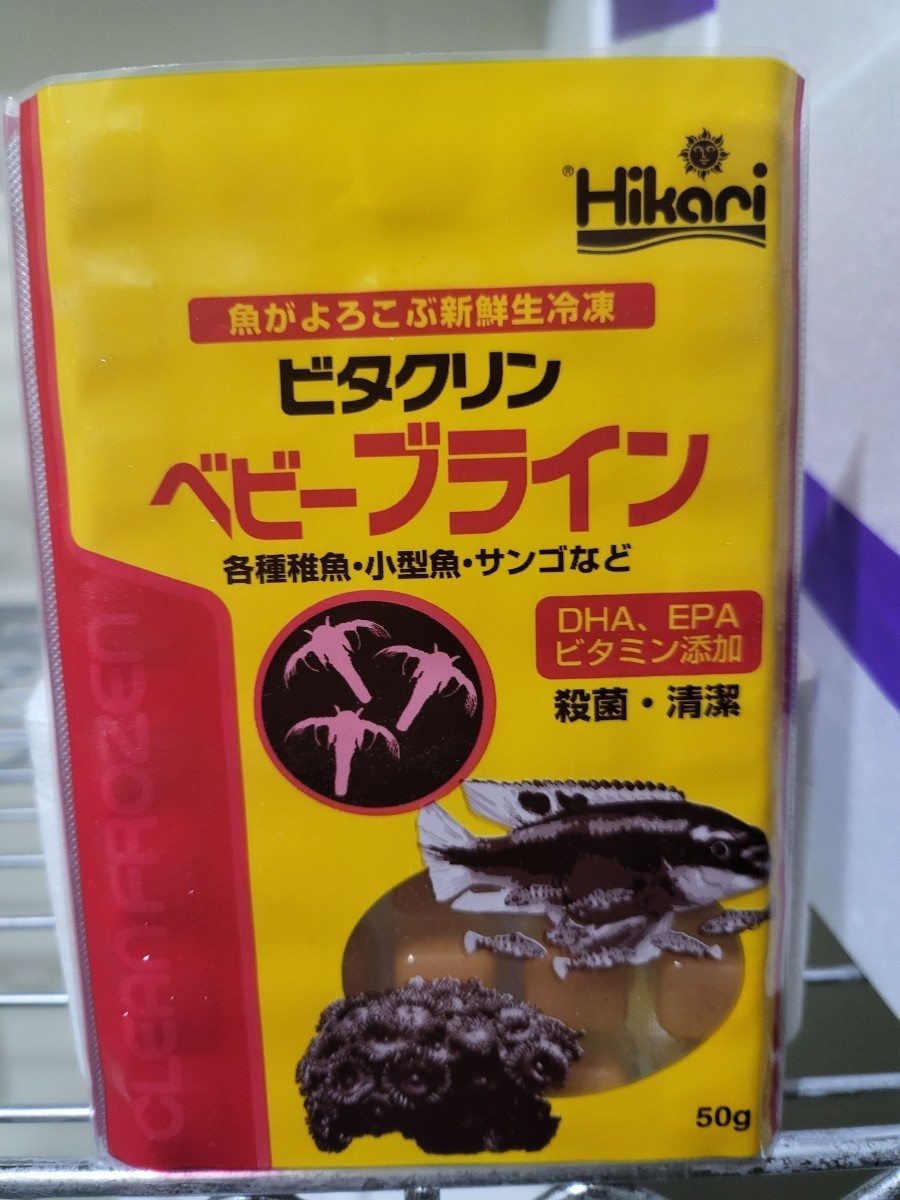 ® Hikari
魚がよろこぶ新鮮生冷凍
ビタクリン
ベビーブライン
各種稚魚・小型魚・サンゴなど
DHA、EPA
ビタミン添加
殺菌・清潔
CLEAN FROZEN
50g